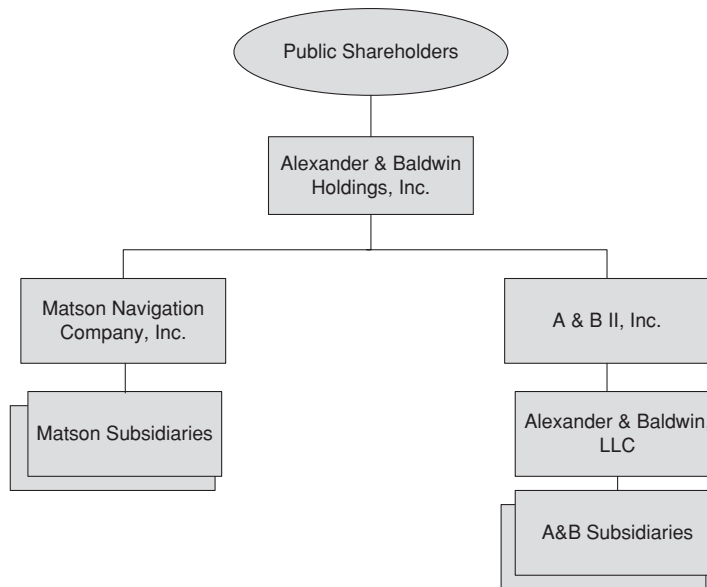 Public Shareholders
Alexander & Baldwin
Holdings, Inc.
Matson Navigation
Company, Inc.
A & B II, Inc.
Matson Subsidiaries
Alexander & Baldwin,
LLC
A&B Subsidiaries